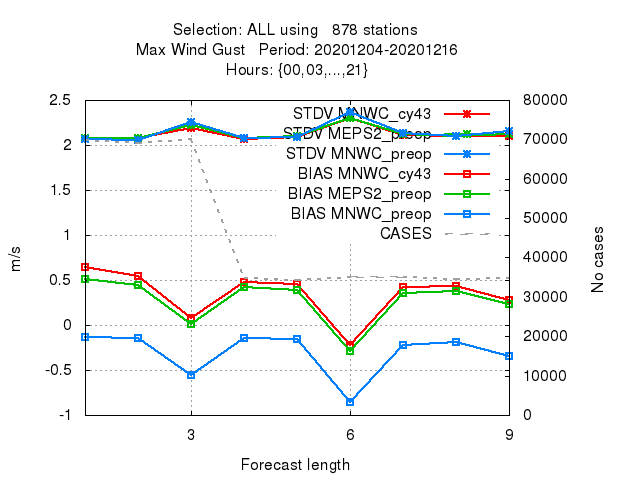 Selection: ALL using   878 stations
Max Wind Gust   Period: 20201204-20201216
Hours: {00,03,...,21}
2.5
2
1.5
1
0.5
0
-0.5
-1
m/s
STDV MNWC_cy43
STDV MEPS2_preop
STDV MNWC_preop
BIAS MNWC_cy43
BIAS MEPS2_preop
BIAS MNWC_preop
CASES
80000
70000
60000
50000
40000
30000
20000
10000
0
No cases
3 6 9
Forecast length